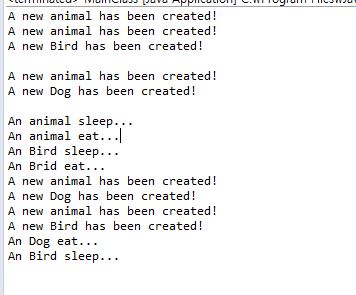 <terminated> MainClass [Java Application] C:\Program Files\Jav
A new animal has been created!
A new animal has been created!
A new Bird has been created!
A new animal has been created!
A new Dog has been created!
An animal sleep...
An animal eat...
An Bird sleep...
An Brid eat...
A new animal has been created!
A new Dog has been created!
A new animal has been created!
A new Bird has been created!
An Dog eat...
An Bird sleep...